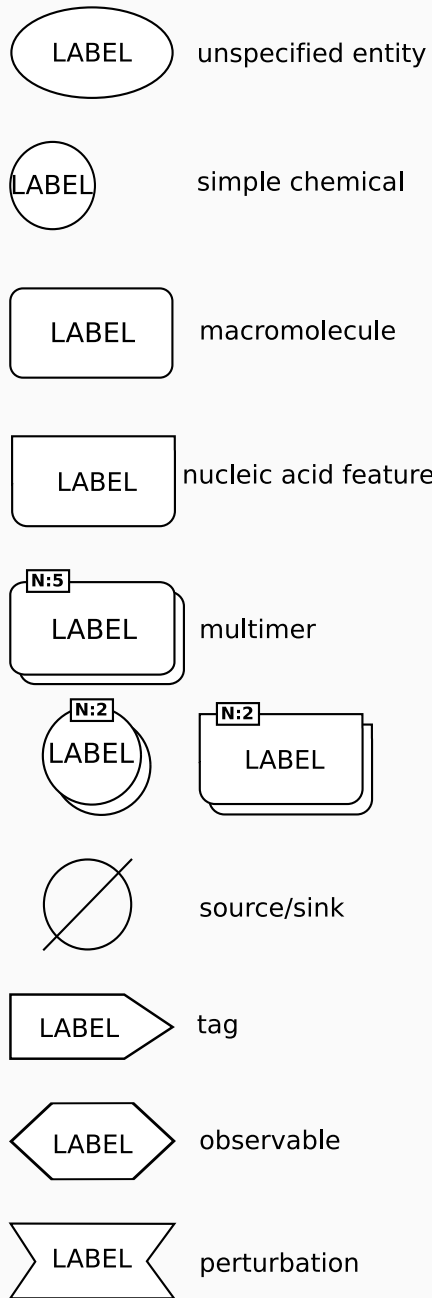 LABEL unspecified entity
LABEL simple chemical
LABEL macromolecule
LABEL nucleic acid feature
N:5
LABEL multimer
N:2 N:2
LABEL LABEL
source/sink
LABEL tag
LABEL observable
LABEL perturbation